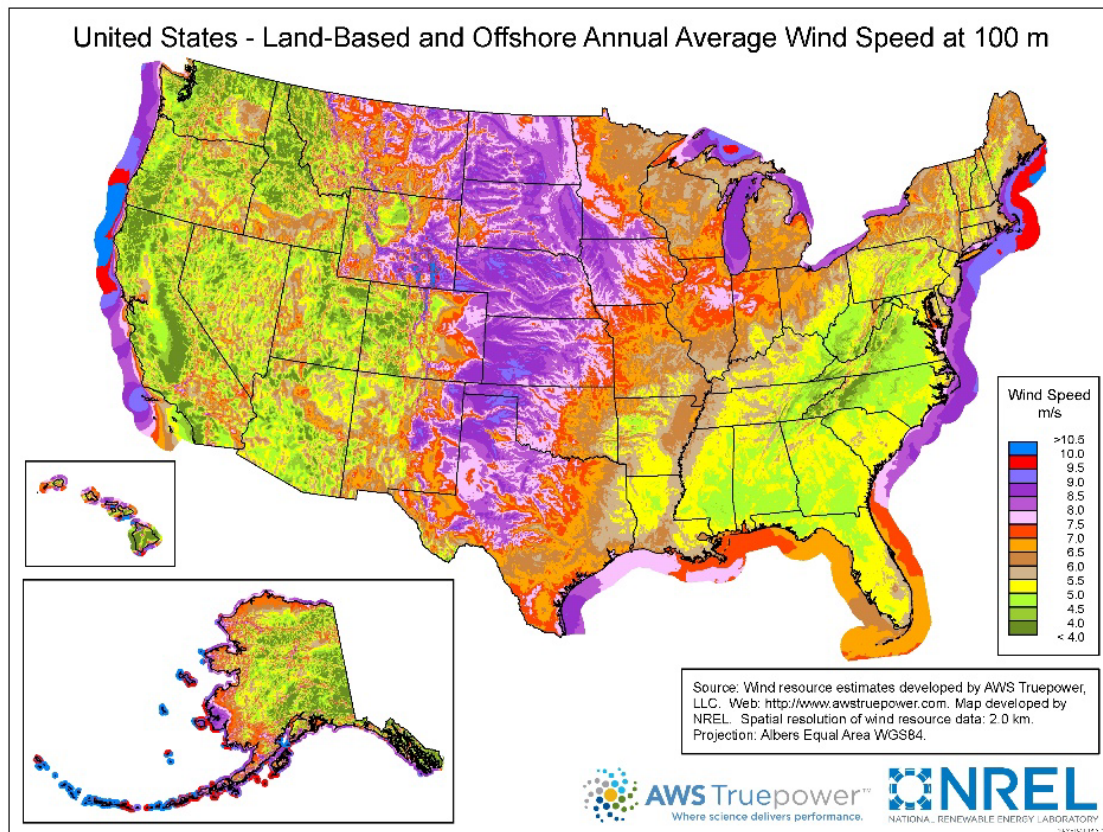 United States - Land-Based and Offshore Annual Average Wind Speed at 100 m
Wind Speed
m/s
>10.5
10.0
9.5
9.0
8.5
8.0
7.5
7.0
6.5
6.0
5.5
5.0
4.5
4.0
< 4.0
Source: Wind resource estimates developed by AWS Truepower,
LLC. Web: http://www.awstruepower.com. Map developed by
NREL. Spatial resolution of wind resource data: 2.0 km.
Projection: Albers Equal Area WGS84.
AWS Truepower™
Where science delivers performance.
NREL
NATIONAL RENEWABLE ENERGY LABORATORY